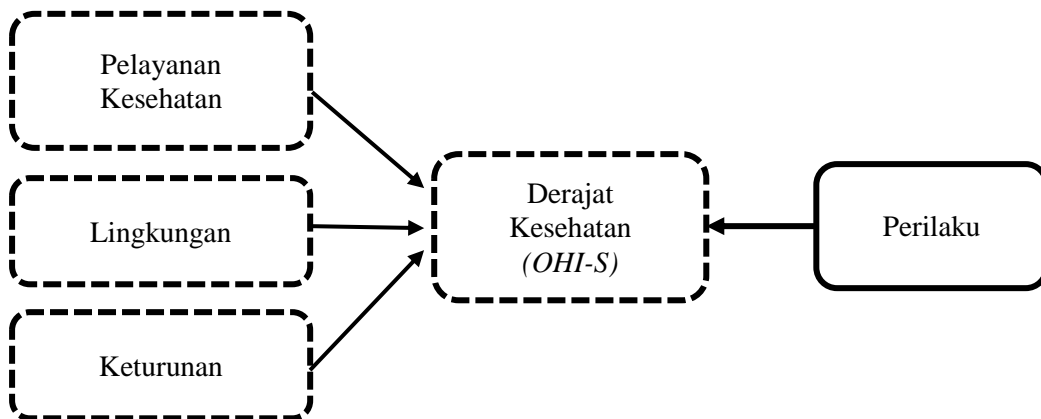 Pelayanan
Kesehatan
Lingkungan
Keturunan
Derajat
Kesehatan
(OHI-S)
Perilaku